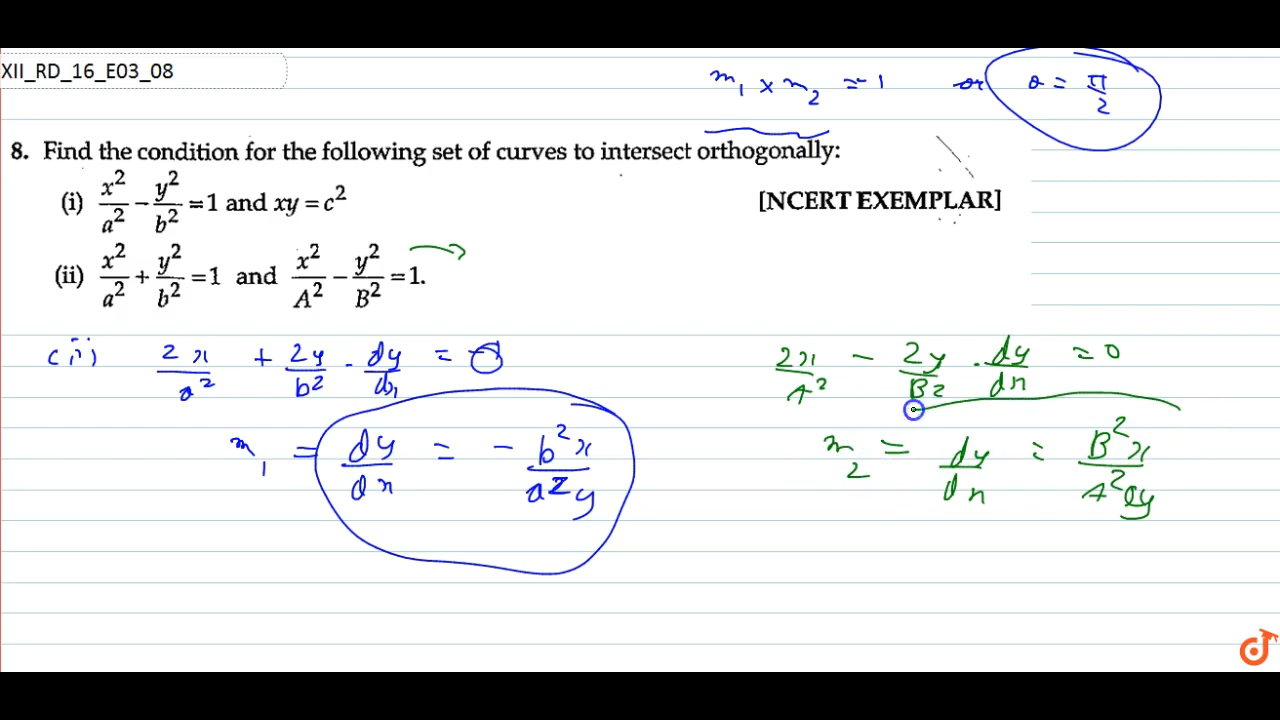 XII_RD_16_E03_08
m₁ × m₂ = -1 or θ = π/2
8. Find the condition for the following set of curves to intersect orthogonally:
(i) x²/a² − y²/b² = 1 and xy = c² [NCERT EXEMPLAR]
(ii) x²/a² + y²/b² = 1 and x²/A² − y²/B² = 1.
(ii) 2x/a² + 2y/b² · dy/dx = 0
2x/A² − 2y/B² · dy/dx = 0
m₁ = dy/dx = − b²x/a²y
m₂ = dy/dx = B²x/A²y